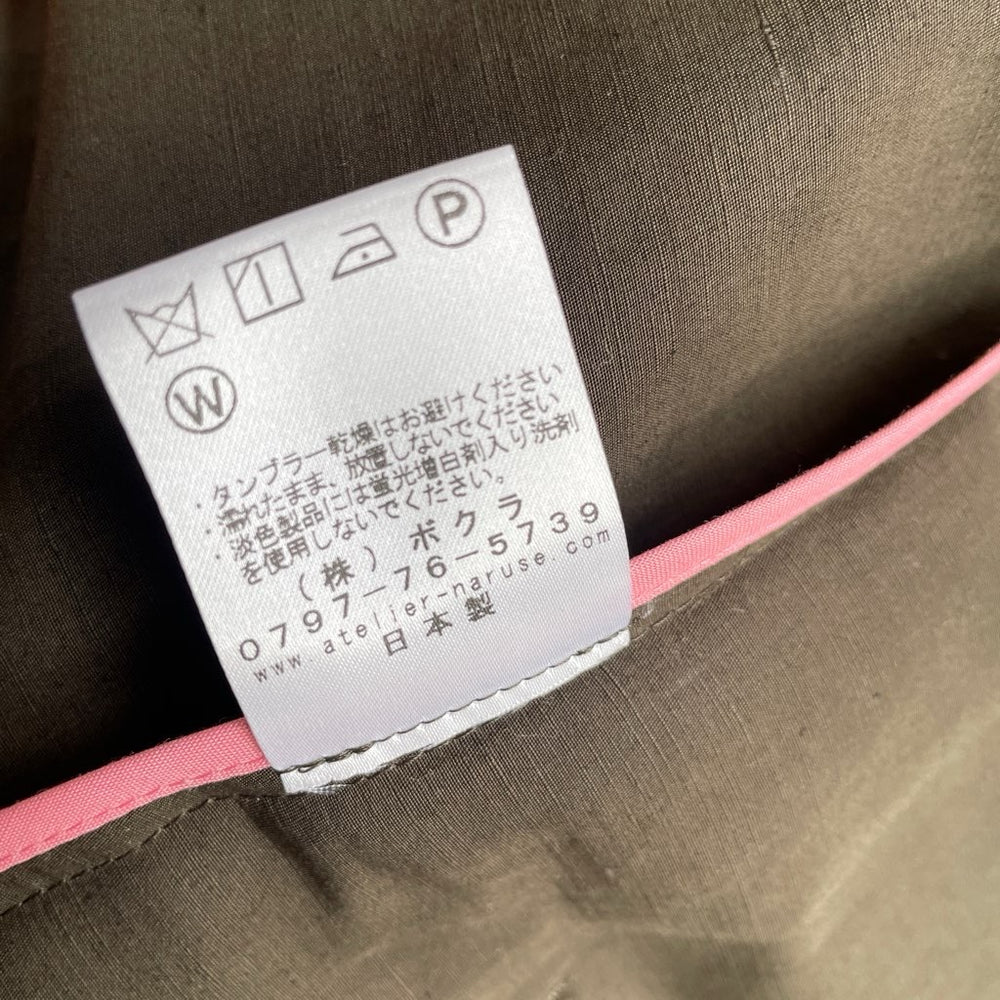 P
W
・タンブラー乾燥はお避けください
・濡れたまま、放置しないでください
・淡色製品には蛍光増白剤入り洗剤
を使用しないでください。
(株)ボクラ
0797-76-5739
www atelier-naruse.com
日本製